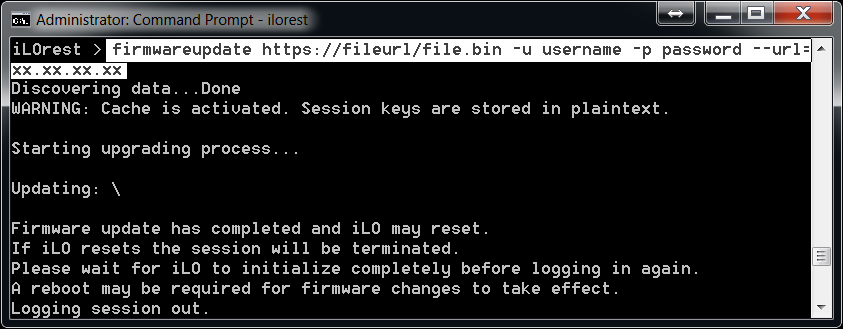 Administrator: Command Prompt - ilorest
iLOrest > firmwareupdate https://fileurl/file.bin -u username -p password --url=
xx.xx.xx.xx
Discovering data...Done
WARNING: Cache is activated. Session keys are stored in plaintext.
Starting upgrading process...
Updating: \
Firmware update has completed and iLO may reset.
If iLO resets the session will be terminated.
Please wait for iLO to initialize completely before logging in again.
A reboot may be required for firmware changes to take effect.
Logging session out.